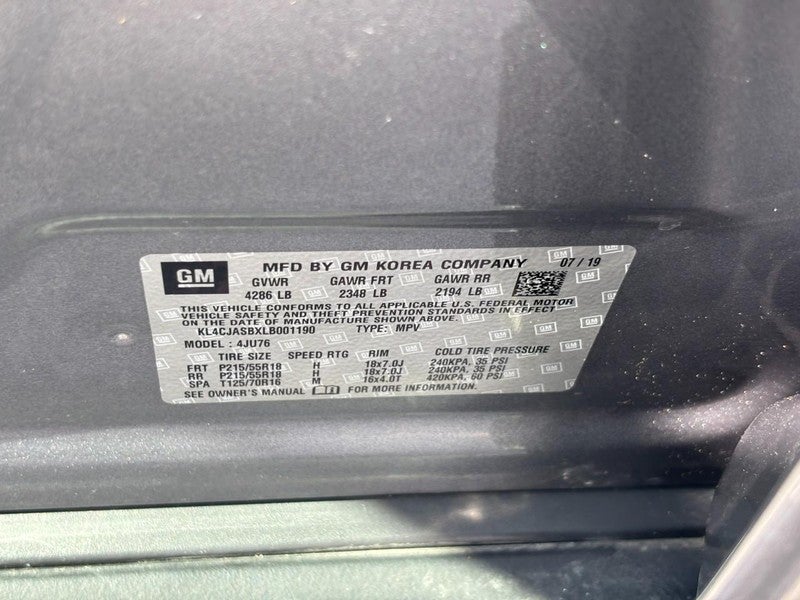 GM
MFD BY GM KOREA COMPANY 07 / 19
GVWR GAWR FRT GAWR RR
4286 LB 2348 LB 2194 LB
THIS VEHICLE CONFORMS TO ALL APPLICABLE U.S. FEDERAL MOTOR
VEHICLE SAFETY AND THEFT PREVENTION STANDARDS IN EFFECT
ON THE DATE OF MANUFACTURE SHOWN ABOVE.
KL4CJASBXLB001190 TYPE: MPV
MODEL : 4JU76
TIRE SIZE SPEED RTG RIM COLD TIRE PRESSURE
FRT P215/55R18 H 18x7.0J 240KPA, 35 PSI
RR P215/55R18 H 18x7.0J 240KPA, 35 PSI
SPA T125/70R16 M 16x4.0T 420KPA, 60 PSI
SEE OWNER'S MANUAL FOR MORE INFORMATION.